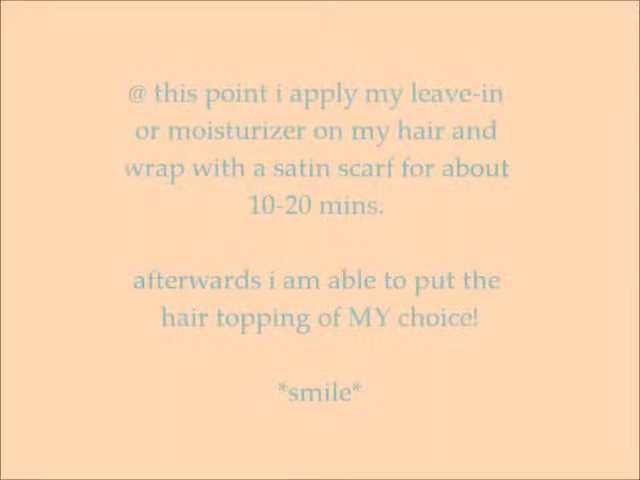 @ this point i apply my leave-in
or moisturizer on my hair and
wrap with a satin scarf for about
10-20 mins.
afterwards i am able to put the
hair topping of MY choice!
*smile*